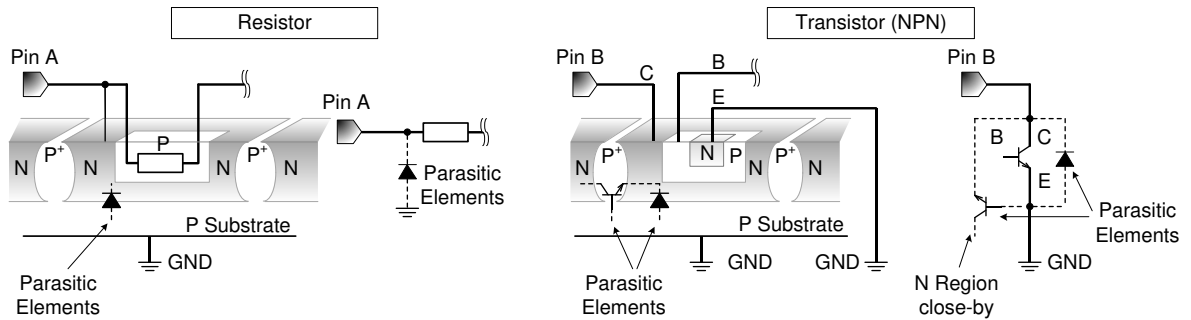 Resistor
Transistor (NPN)
Pin A
Pin B
Pin B
C
B
E
Pin A
N
P+
N
P
P+
N
N
P+
N
P
P+
N
N
B
C
E
Parasitic
Elements
P Substrate
GND
Parasitic
Elements
P Substrate
GND
GND
Parasitic
Elements
Parasitic
Elements
N Region
close-by
GND